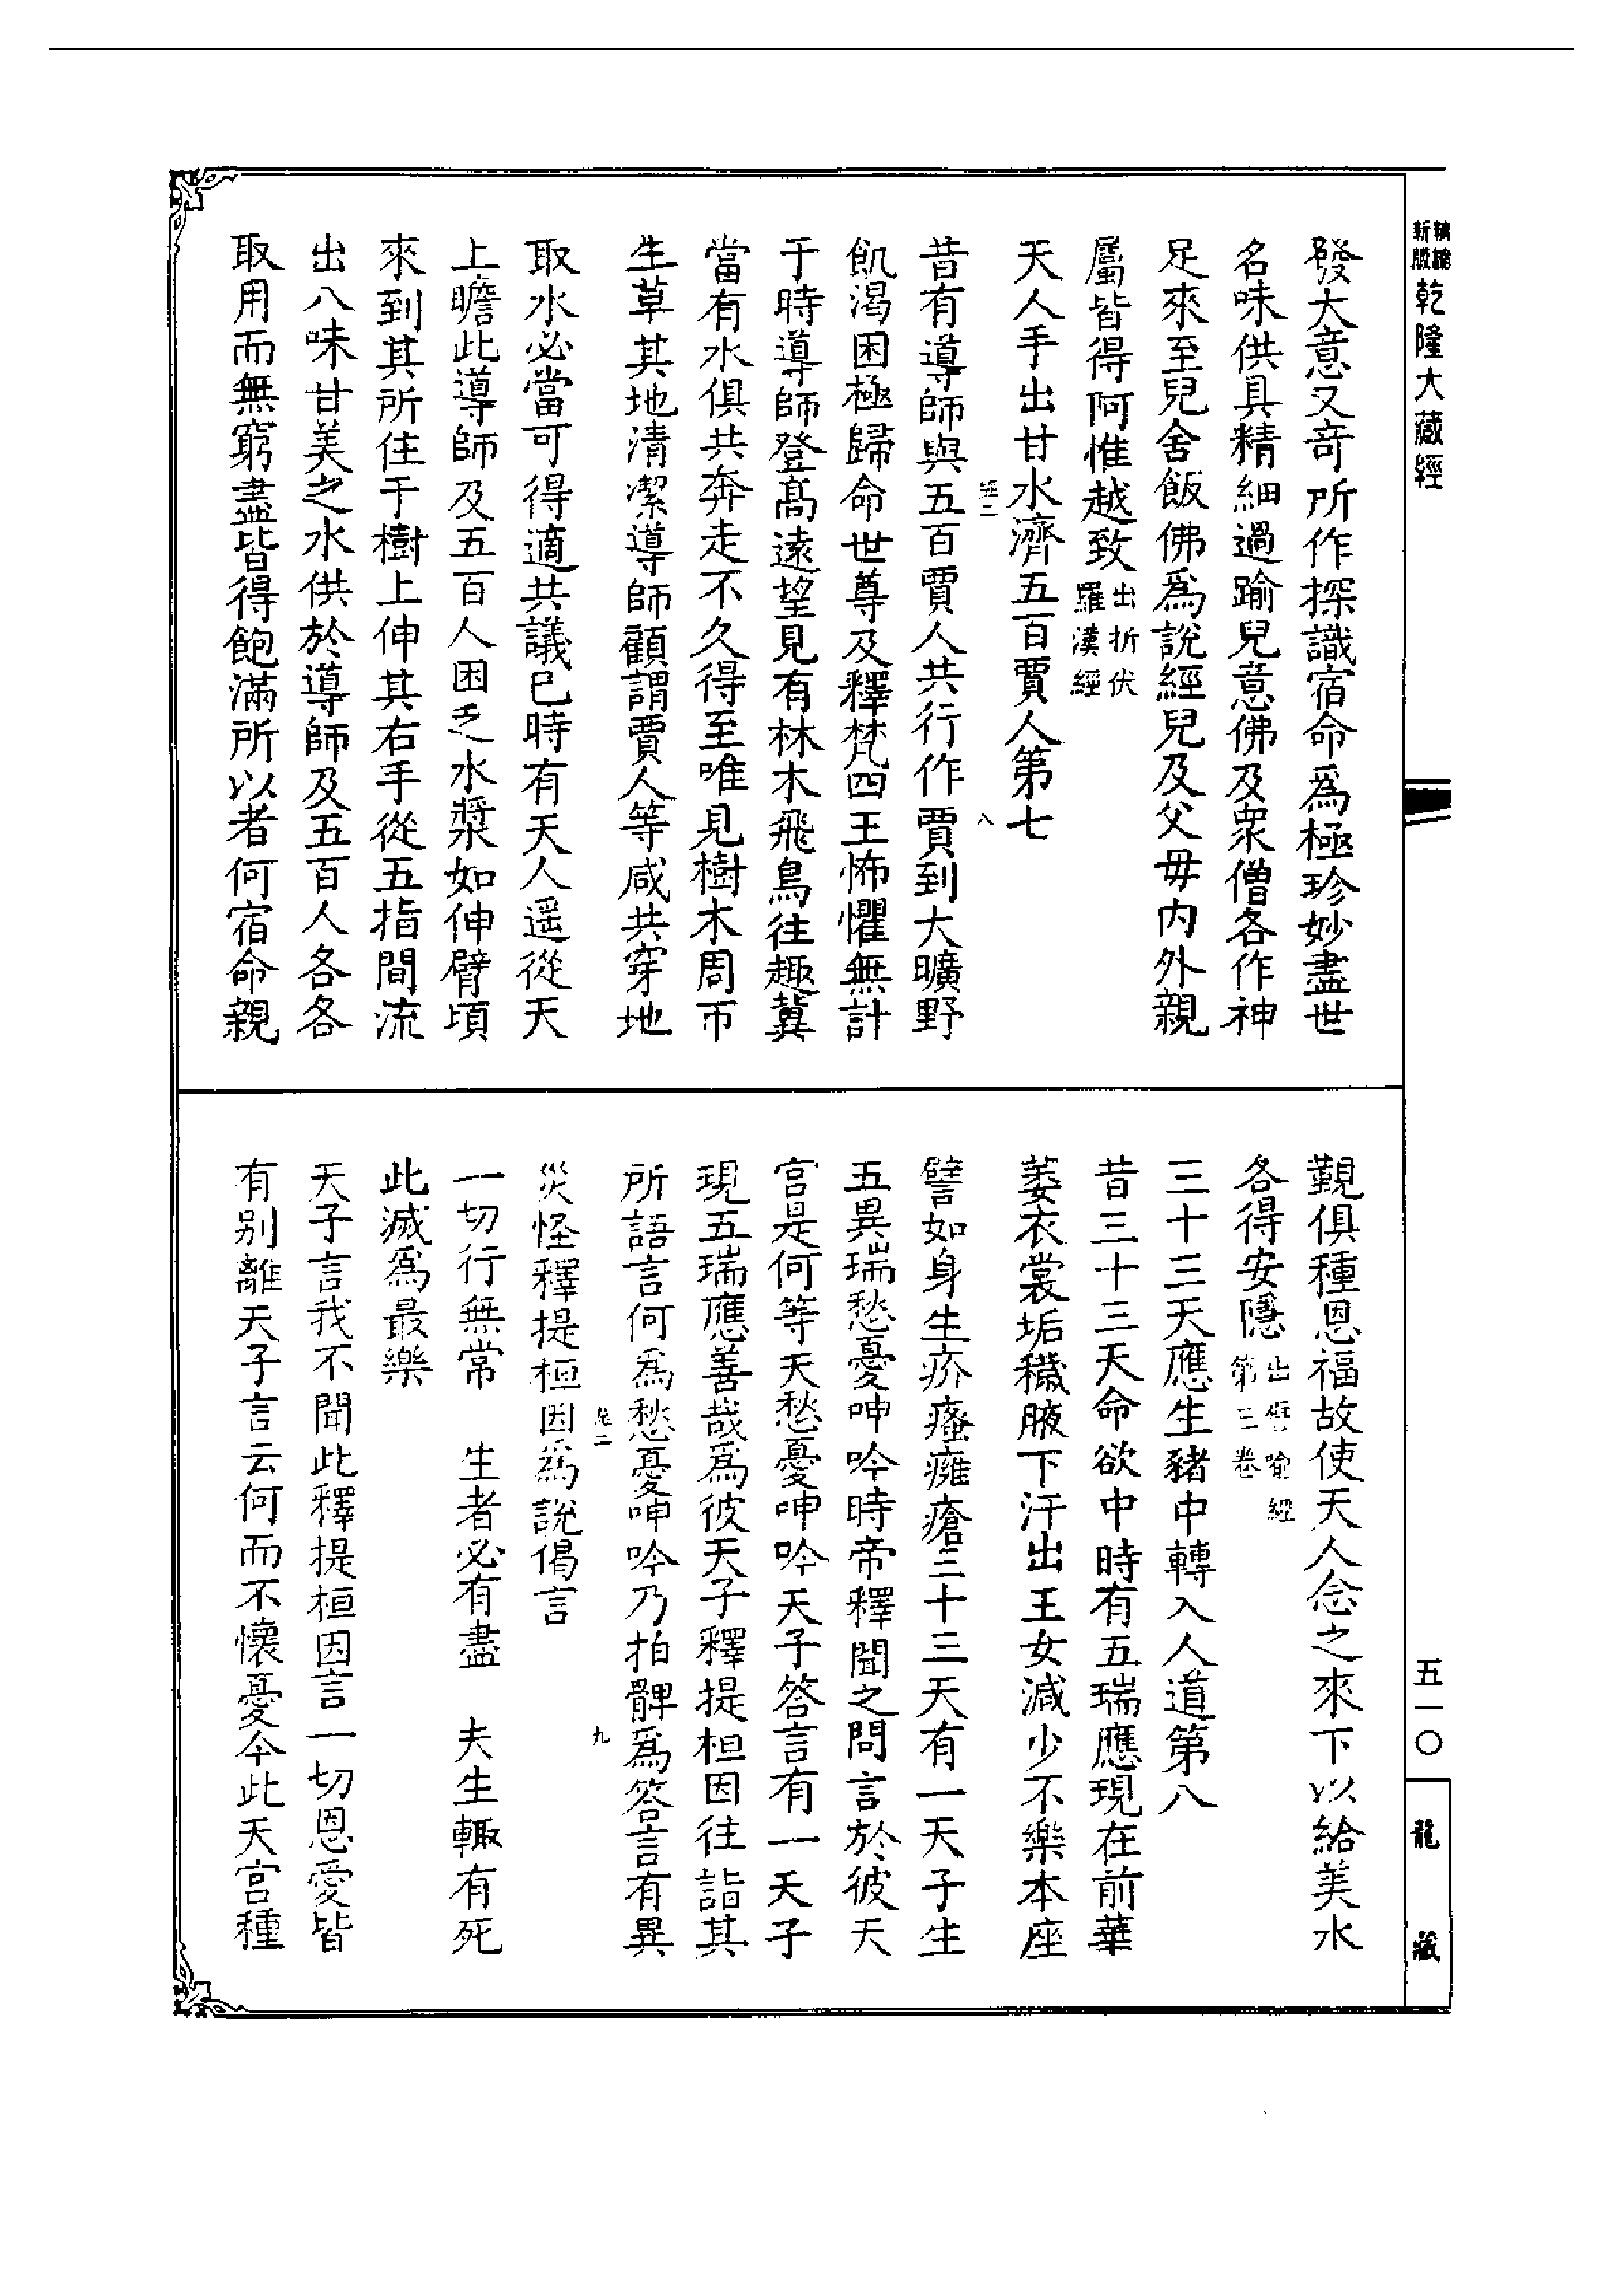 精縮
新版
乾隆大藏經
五一〇
龍藏
發大意又奇所作探識宿命爲極珍妙盡世
名味供具精細過踰兒意佛及衆僧各作神
足來至兒舍飯佛爲說經兒及父母內外親
屬皆得阿惟越致出折伏羅漢經
天人手出甘水濟五百賈人第七
昔有導師與五百賈人共行作賈到大曠野
八
飢渴困極歸命世尊及釋梵四王怖懼無計
于時導師登高遠望見有林木飛鳥往趣冀
當有水俱共奔走不久得至唯見樹木周帀
生草其地清潔導師顧謂賈人等咸共穿地
取水必當可得適共議已時有天人遥從天
上瞻此導師及五百人困乏水漿如伸臂頃
來到其所住于樹上伸其右手從五指間流
出八味甘美之水供於導師及五百人各各
取用而無窮盡皆得飽滿所以者何宿命親
覲俱種恩福故使天人念之來下以給美水
各得安隱出譬喻經第三卷
三十三天應生豬中轉入人道第八
昔三十三天命欲中時有五瑞應現在前華
萎衣裳垢穢腋下汗出王女減少不樂本座
譬如身生疥瘙癰瘡三十三天有一天子生
五異瑞愁憂呻吟時帝釋聞之問言於彼天
宮是何等天愁憂呻吟天子答言有一天子
現五瑞應善哉爲彼天子釋提桓因往詣其
所語言何爲愁憂呻吟乃拍髀爲答言有異
九
災怪釋提桓因爲說偈言
一切行無常　生者必有盡　夫生輒有死
此滅爲最樂
天子言我不聞此釋提桓因言一切恩愛皆
有别離天子言云何而不懷憂今此天宮種